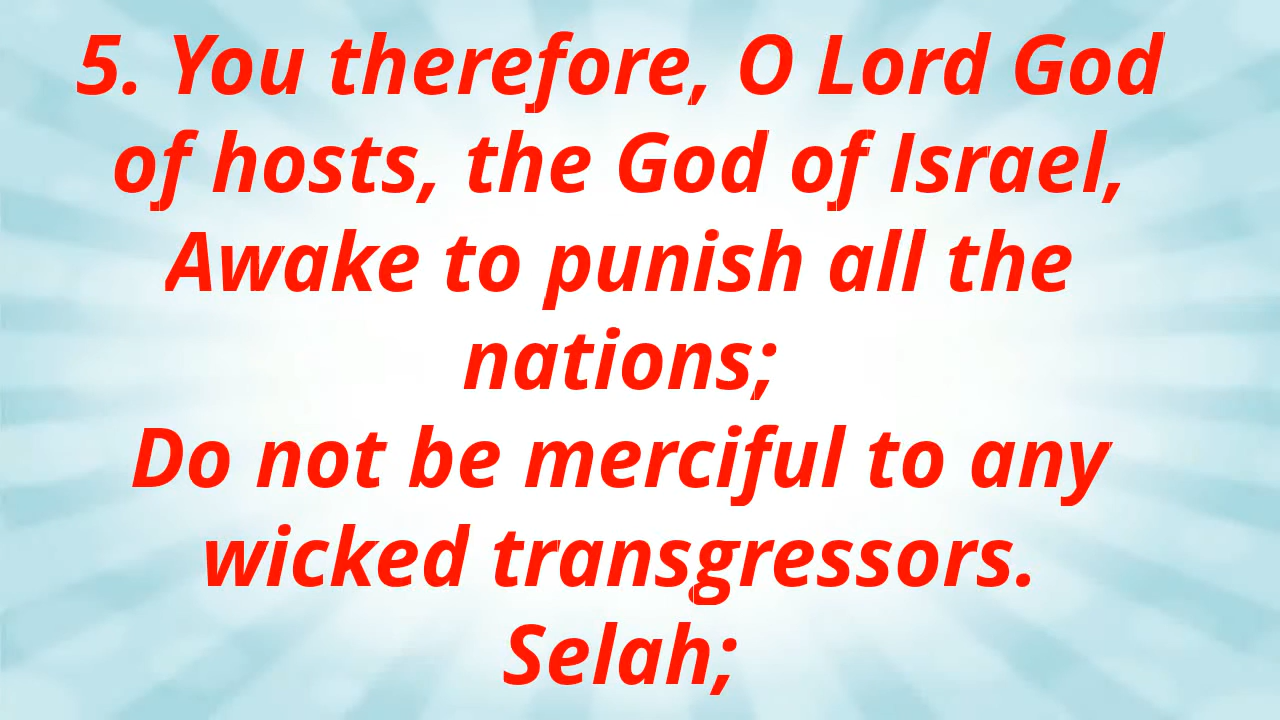 5. You therefore, O Lord God
of hosts, the God of Israel,
Awake to punish all the
nations;
Do not be merciful to any
wicked transgressors.
Selah;